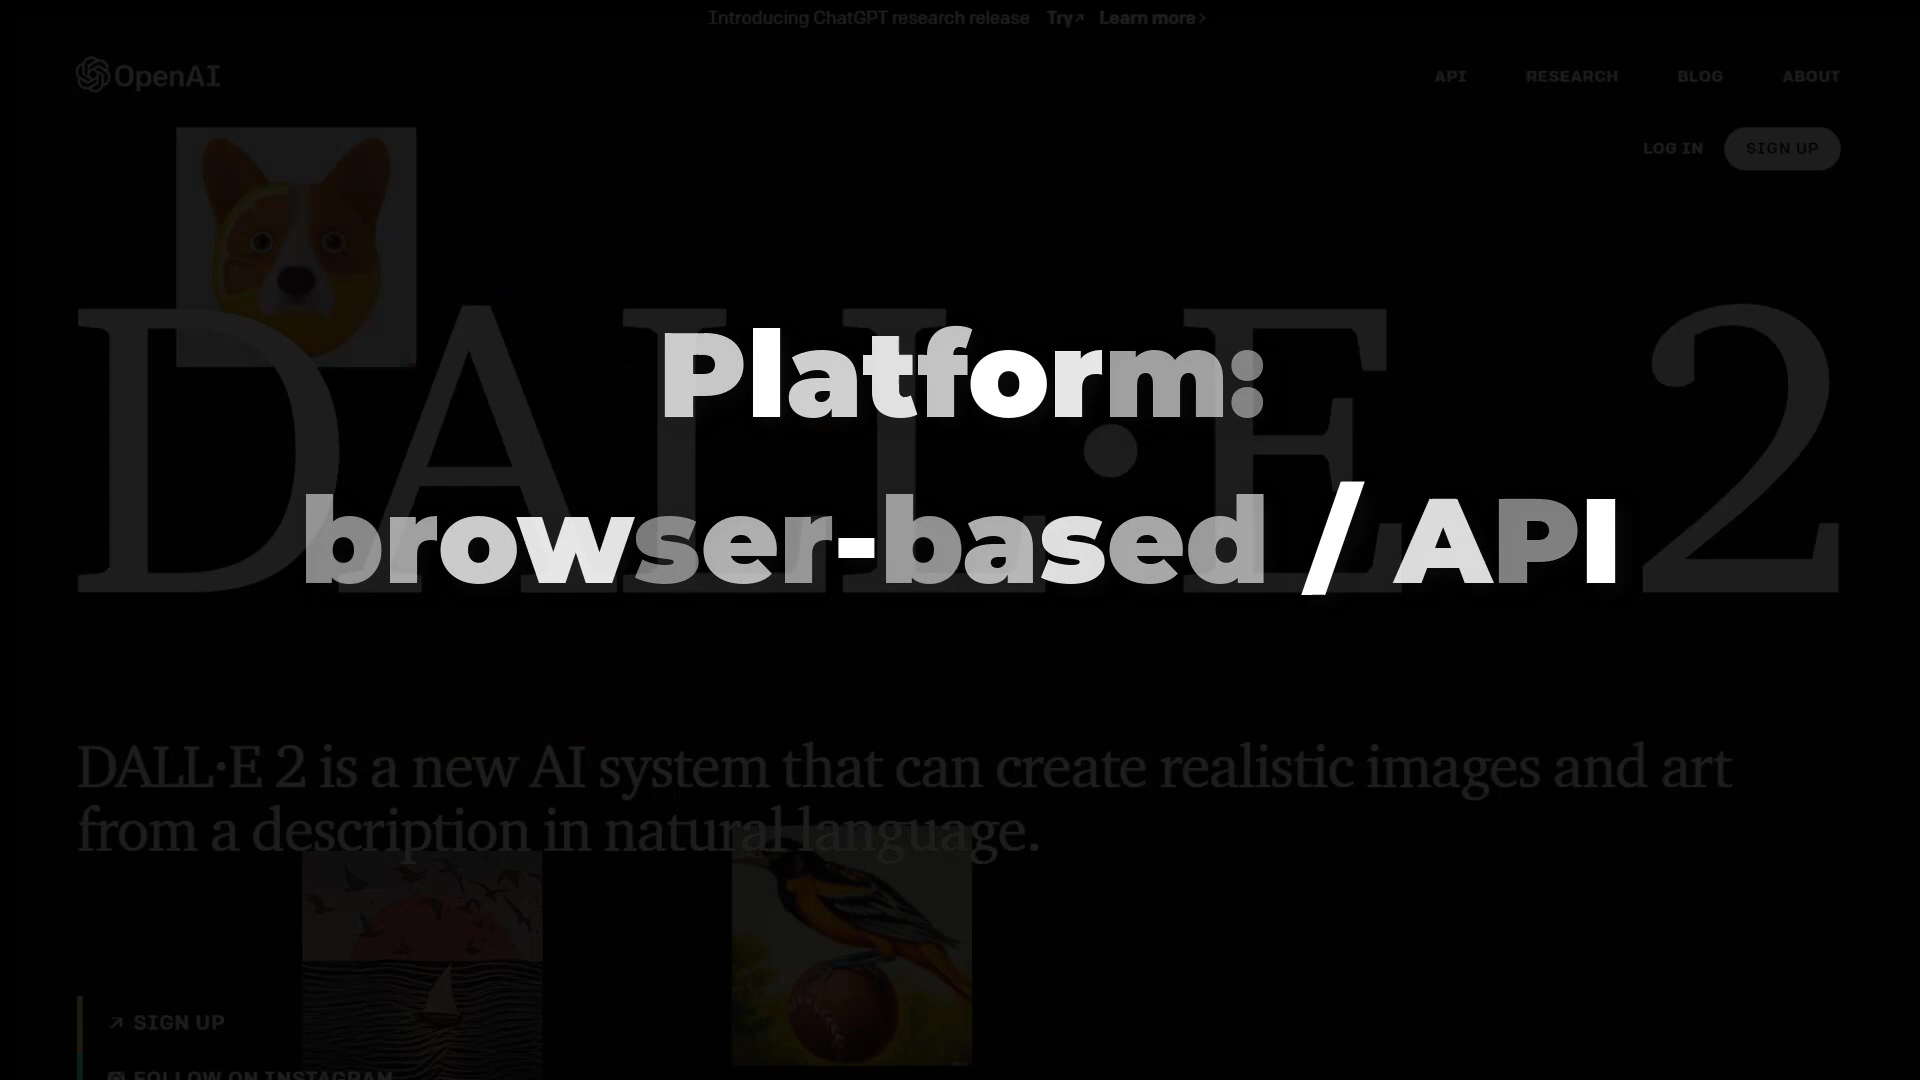 Introducing ChatGPT research release Try↗ Learn more ›
OpenAI
API RESEARCH BLOG ABOUT
LOG IN SIGN UP
DALL·E 2
Platform:
browser-based / API
DALL·E 2 is a new AI system that can create realistic images and art
from a description in natural language.
↗ SIGN UP
FOLLOW ON INSTAGRAM